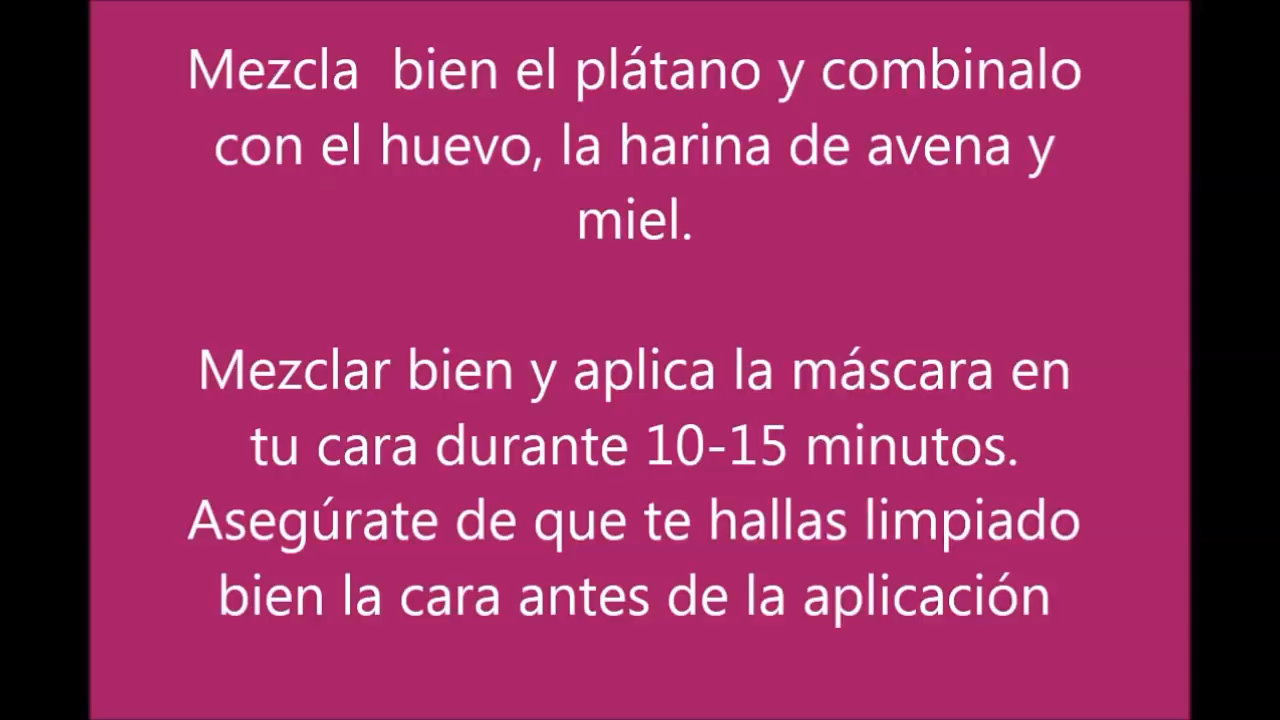 Mezcla  bien el plátano y combinalo
con el huevo, la harina de avena y
miel.
Mezclar bien y aplica la máscara en
tu cara durante 10-15 minutos.
Asegúrate de que te hallas limpiado
bien la cara antes de la aplicación